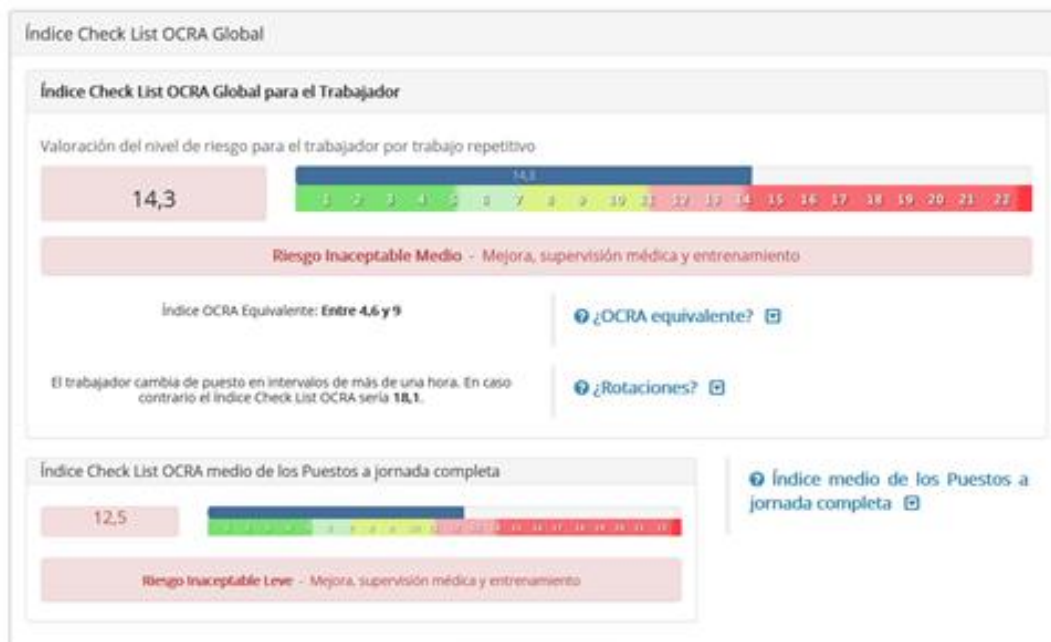 Índice Check List OCRA Global
Índice Check List OCRA Global para el Trabajador
Valoración del nivel de riesgo para el trabajador por trabajo repetitivo
14,3
14,3
1 2 3 4 5 6 7 8 9 10 11 12 13 14 15 16 17 18 19 20 21 22
Riesgo Inaceptable Medio - Mejora, supervisión médica y entrenamiento
Índice OCRA Equivalente: Entre 4,6 y 9
¿OCRA equivalente?
El trabajador cambia de puesto en intervalos de más de una hora. En caso
contrario el Índice Check List OCRA sería 18,1.
¿Rotaciones?
Índice Check List OCRA medio de los Puestos a jornada completa
12,5
Riesgo Inaceptable Leve - Mejora, supervisión médica y entrenamiento
Índice medio de los Puestos a
jornada completa